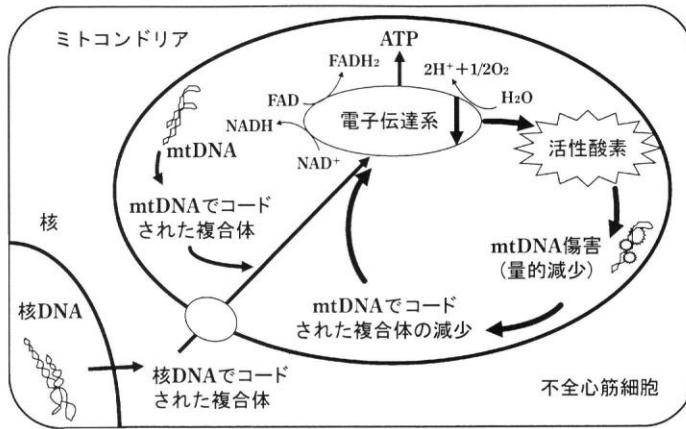 ミトコンドリア
ATP
FADH₂
2H⁺+1/2O₂
FAD
H₂O
NADH
電子伝達系
NAD⁺
活性酸素
mtDNA
mtDNAでコード
された複合体
核
mtDNA傷害
（量的減少）
核DNA
mtDNAでコード
された複合体の減少
核DNAでコード
された複合体
不全心筋細胞